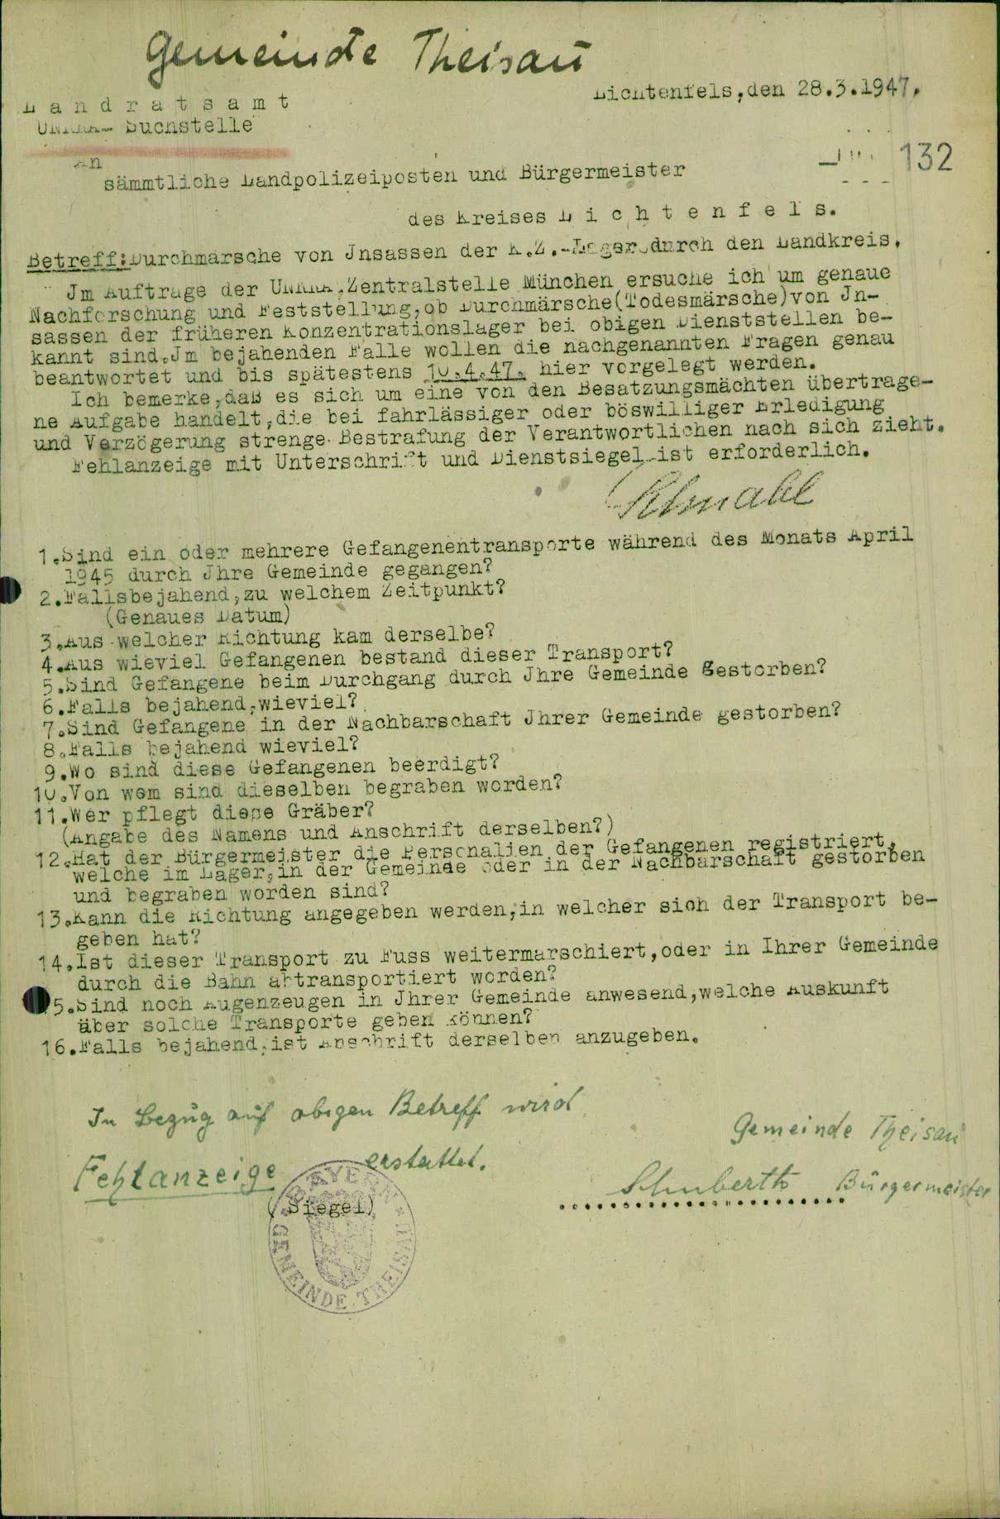 Gemeinde Theisau
Lichtenfels,den 28.3.1947.
L a n d r a t s a m t
UNRRA- Suchstelle
An
132
sämmtliche Landpolizeiposten und Bürgermeister
des Kreises L i c h t e n f e l s.
Betreff:Durchmärsche von Jnsassen der K.Z.-Lager durch den Landkreis.
Jm Auftrage der UNRRA,Zentralstelle München ersuche ich um genaue
Nachforschung und Feststellung,ob Durchmärsche(Todesmärsche)von Jn-
sassen der früheren Konzentrationslager bei obigen Dienststellen be-
kannt sind.Jm bejahenden Falle wollen die nachgenannten Fragen genau
beantwortet und bis spätestens 10.4.47. hier vorgelegt werden.
Ich bemerke,daß es sich um eine von den Besatzungsmächten übertrage-
ne Aufgabe handelt,die bei fahrlässiger oder böswilliger Erledigung
und Verzögerung strenge Bestrafung der Verantwortlichen nach sich zieht.
Fehlanzeige mit Unterschrift und Dienstsiegel ist erforderlich.
Schnabl
1.Sind ein oder mehrere Gefangenentransporte während des Monats April
1945 durch Jhre Gemeinde gegangen?
2.Fallsbejahend,zu welchem Zeitpunkt?
(Genaues Datum)
3.Aus welcher Richtung kam derselbe?
4.Aus wieviel Gefangenen bestand dieser Transport?
5.Sind Gefangene beim Durchgang durch Jhre Gemeinde gestorben?
6.Falls bejahend,wieviel?
7.Sind Gefangene in der Nachbarschaft Jhrer Gemeinde gestorben?
8.Falls bejahend wieviel?
9.Wo sind diese Gefangenen beerdigt?
10.Von wem sind dieselben begraben worden?
11.Wer pflegt diese Gräber?
(Angabe des Namens und Anschrift derselben?)
12.Hat der Bürgermeister die Personalien der Gefangenen registriert,
welche im Lager,in der Gemeinde oder in der Nachbarschaft gestorben
und begraben worden sind?
13.Kann die Richtung angegeben werden,in welcher sich der Transport be-
geben hat?
14.Ist dieser Transport zu Fuss weitermarschiert,oder in Ihrer Gemeinde
durch die Bahn abtransportiert worden?
5.Sind noch Augenzeugen in Jhrer Gemeinde anwesend,welche Auskunft
über solche Transporte geben können?
16.Falls bejahend,ist Anschrift derselben anzugeben.
In Bezug auf obigen Betreff wird
Fehlanzeige erstattet.
Gemeinde Theisau
Schuberth Bürgermeister
(Siegel)
BAYERN
GEMEINDE THEISAU